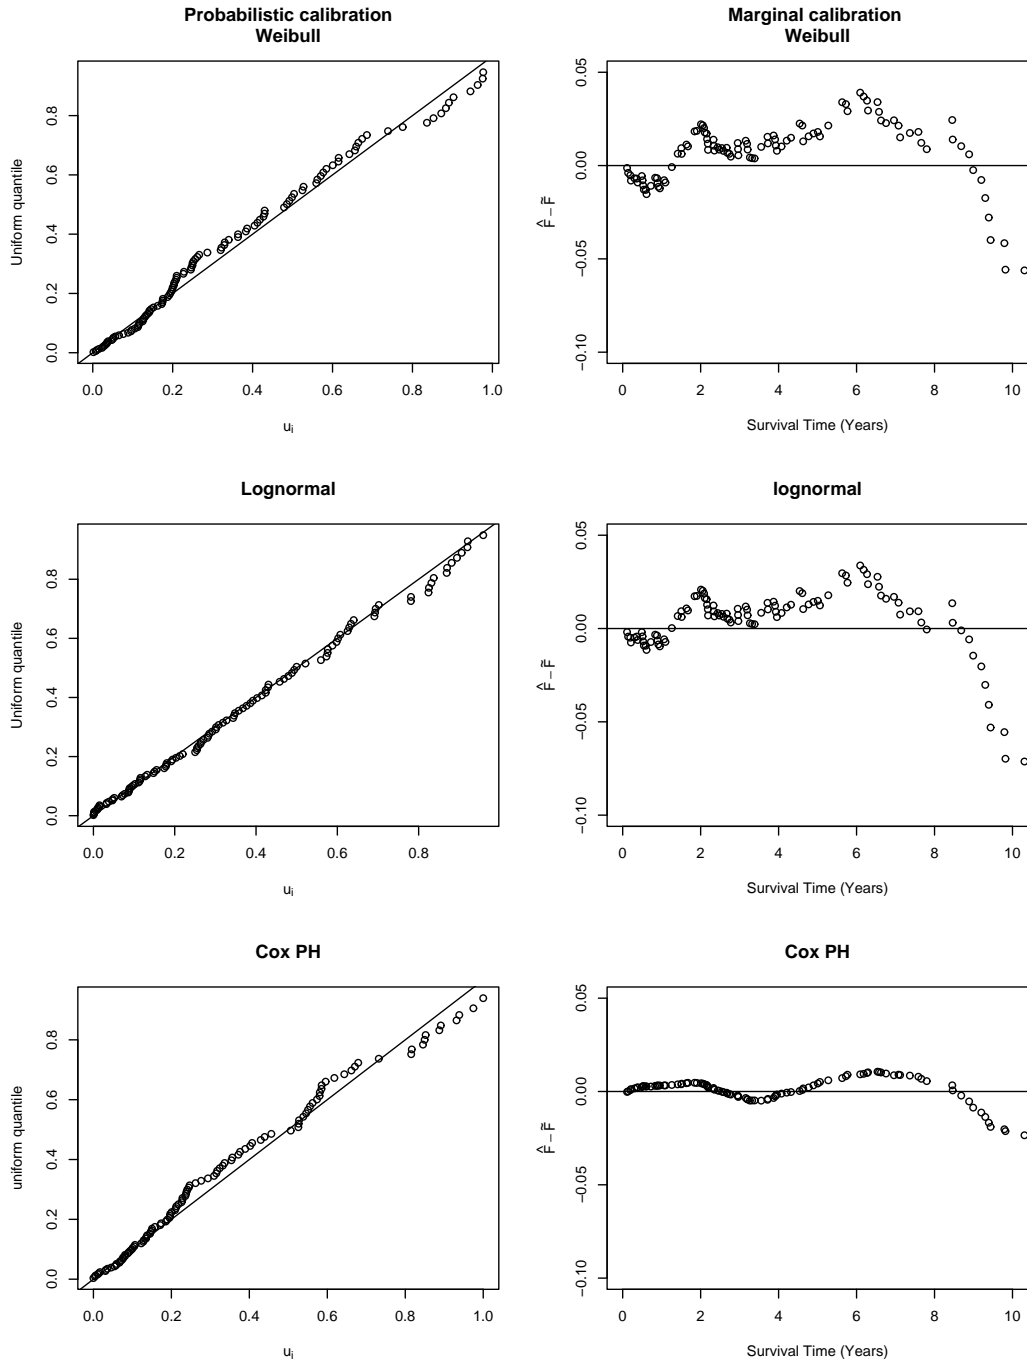 Probabilistic calibration
Weibull
Uniform quantile
0.0 0.2 0.4 0.6 0.8
0.0 0.2 0.4 0.6 0.8 1.0
uᵢ
Marginal calibration
Weibull
F̂ − F̃
−0.10 −0.05 0.00 0.05
0 2 4 6 8 10
Survival Time (Years)
Lognormal
Uniform quantile
0.0 0.2 0.4 0.6 0.8
0.0 0.2 0.4 0.6 0.8
uᵢ
lognormal
F̂ − F̃
−0.10 −0.05 0.00 0.05
0 2 4 6 8 10
Survival Time (Years)
Cox PH
uniform quantile
0.0 0.2 0.4 0.6 0.8
0.0 0.2 0.4 0.6 0.8 1.0
uᵢ
Cox PH
F̂ − F̃
−0.10 −0.05 0.00 0.05
0 2 4 6 8 10
Survival Time (Years)